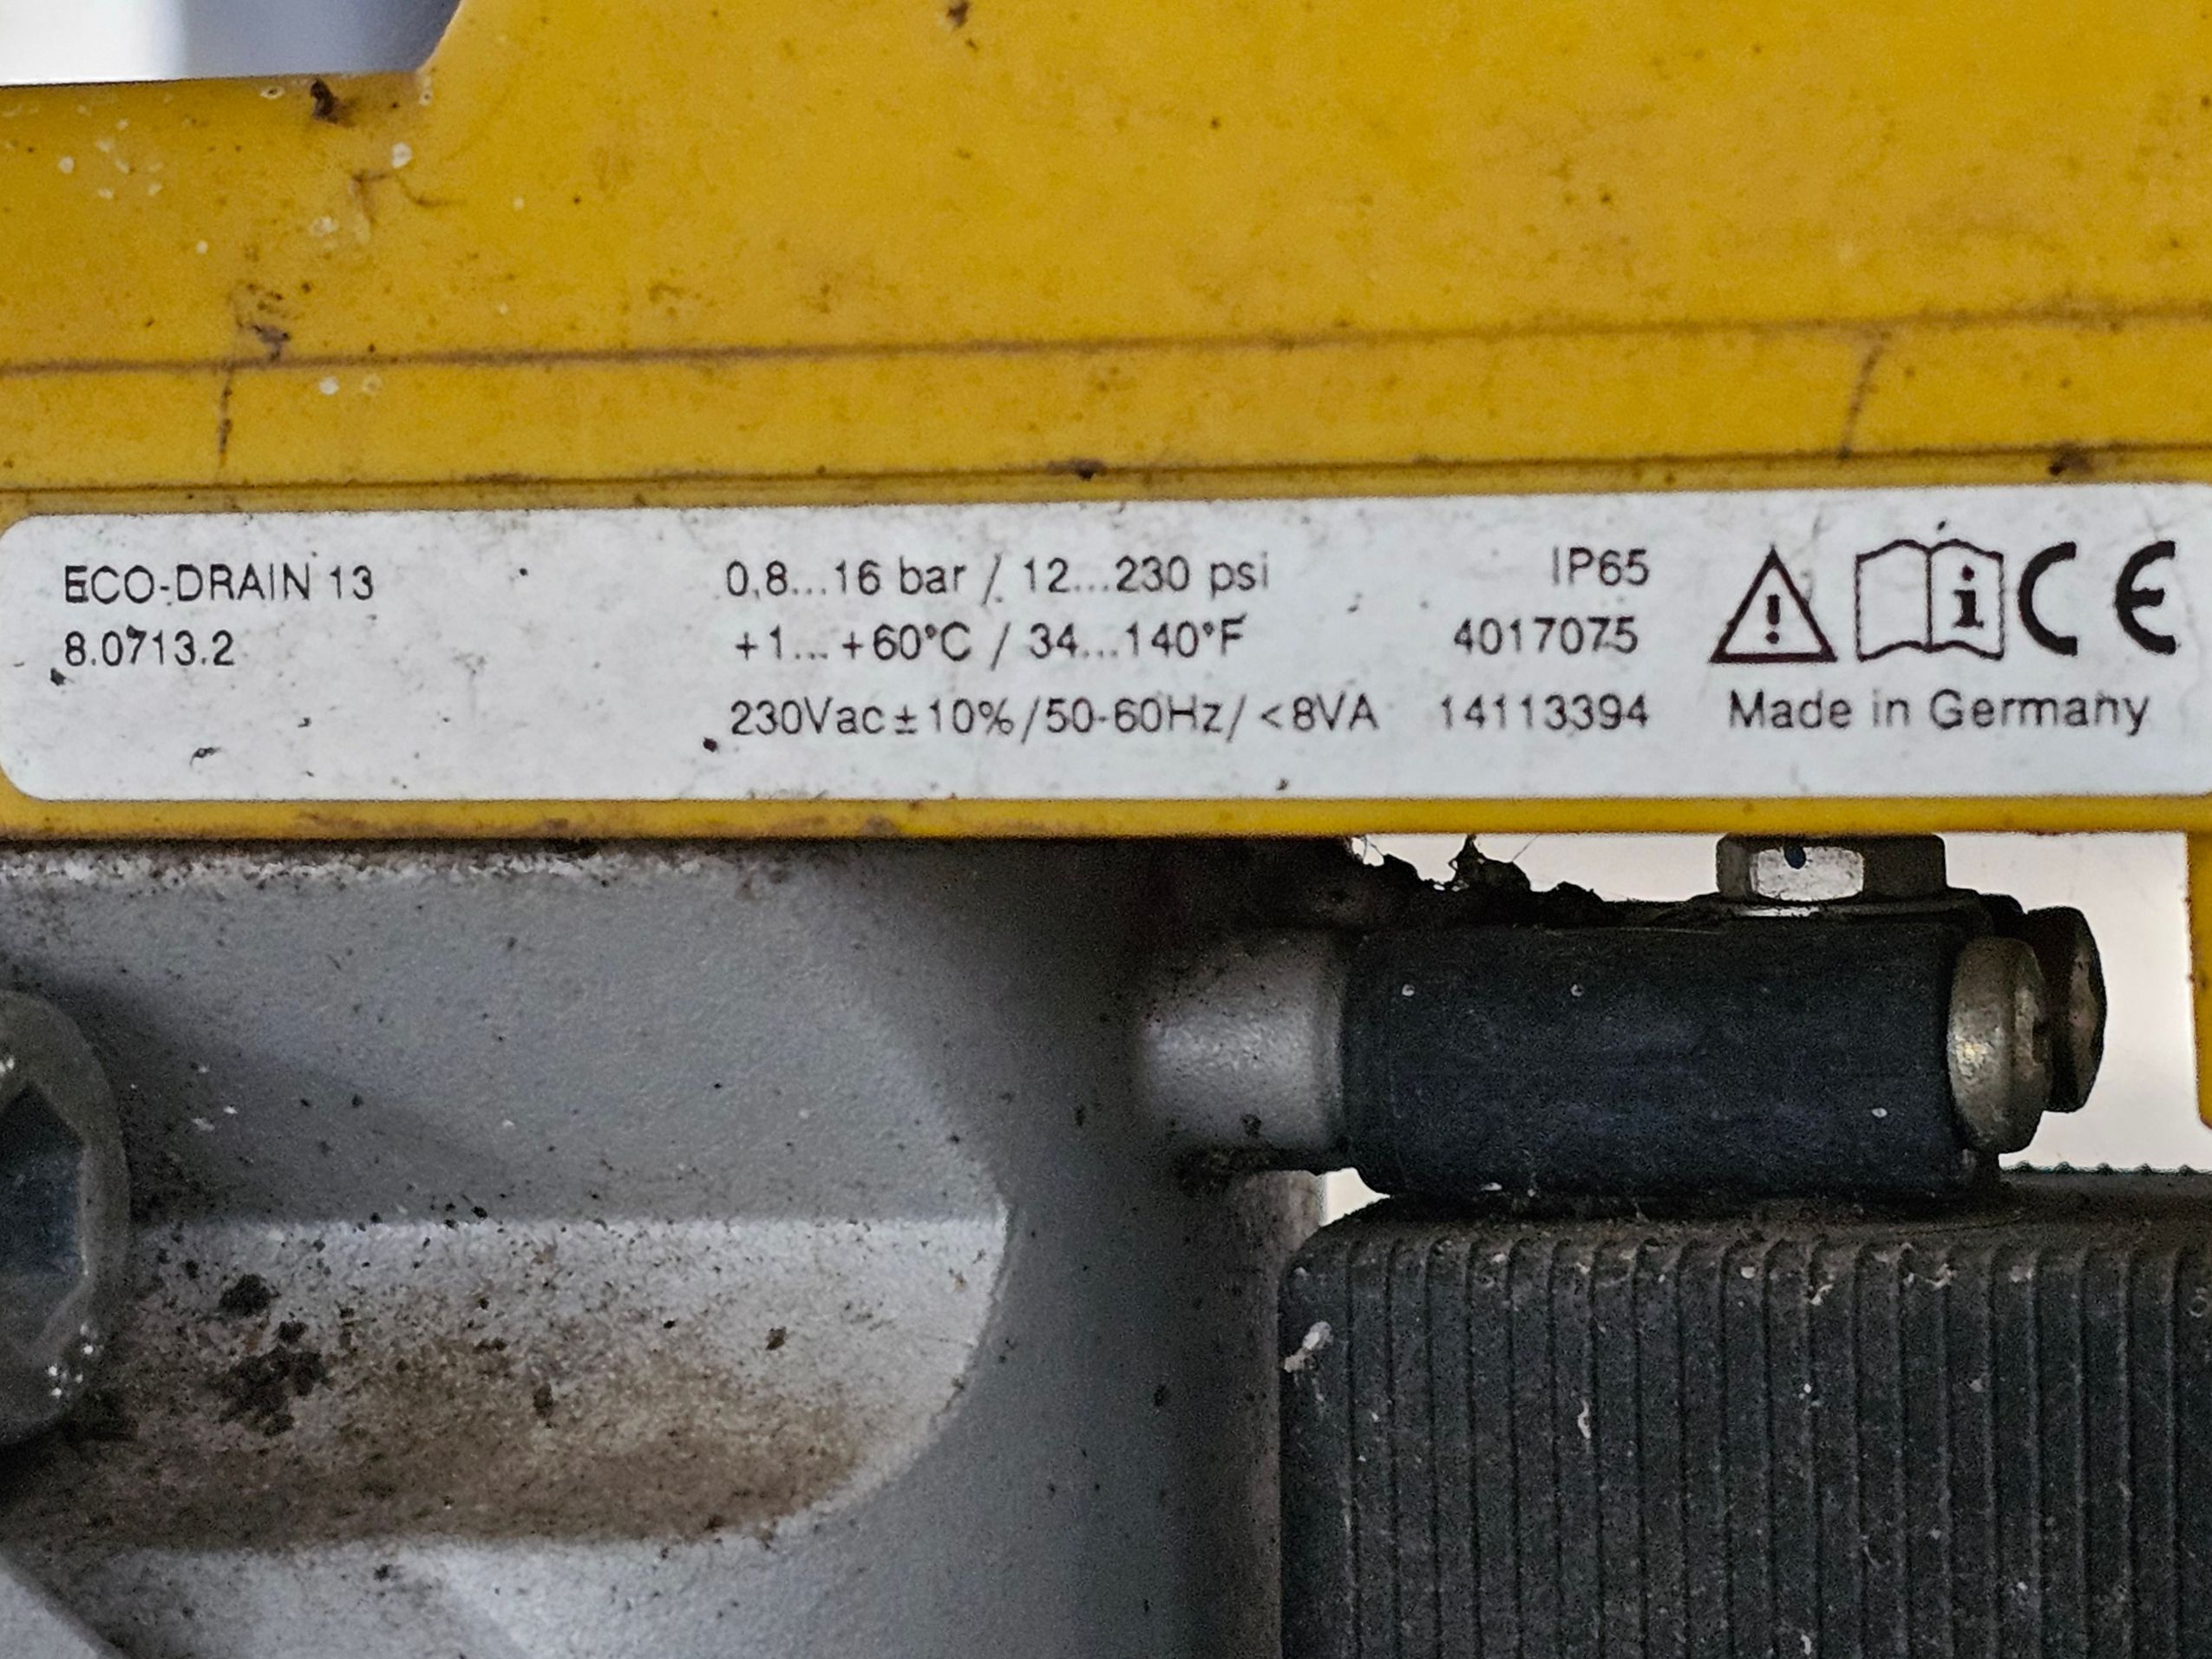 ECO-DRAIN 13
8.0713.2
0,8...16 bar / 12...230 psi
+1... +60°C / 34...140°F
230Vac±10%/50-60Hz/<8VA
IP65
4017075
14113394
CE
Made in Germany